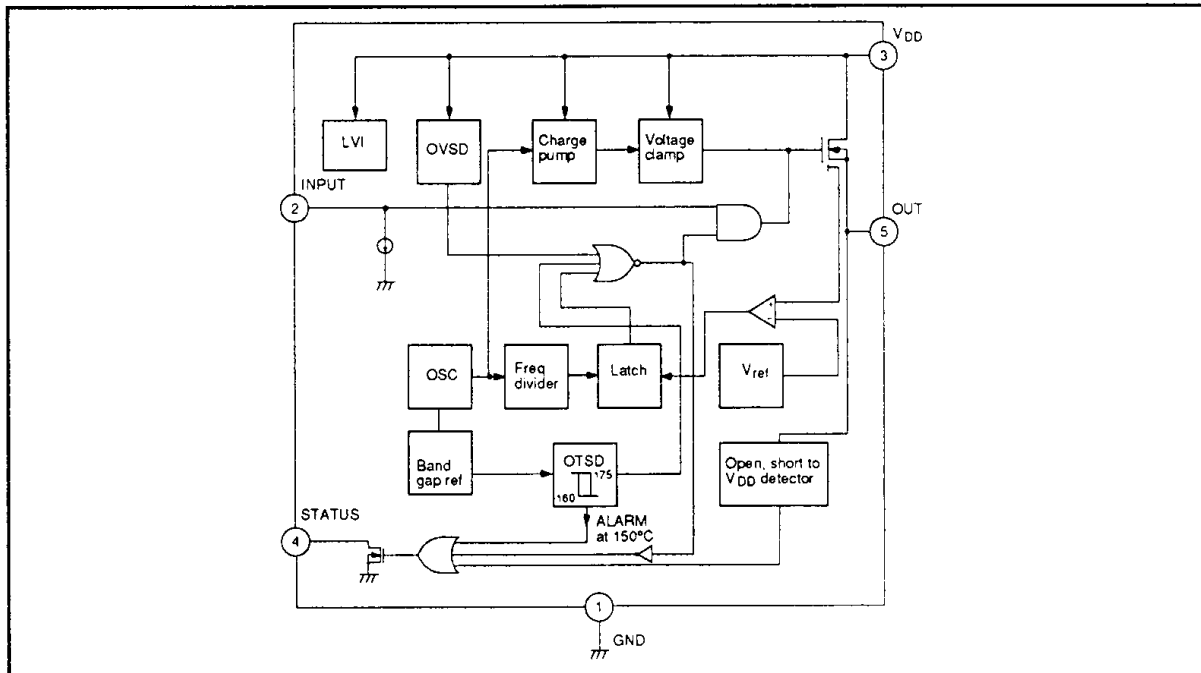 VDD
3
LVI
OVSD
Charge
pump
Voltage
clamp
INPUT
2
OUT
5
+
-
OSC
Freq
divider
Latch
Vref
Band
gap ref
OTSD
175
160
Open, short to
VDD detector
STATUS
4
ALARM
at 150°C
1
GND